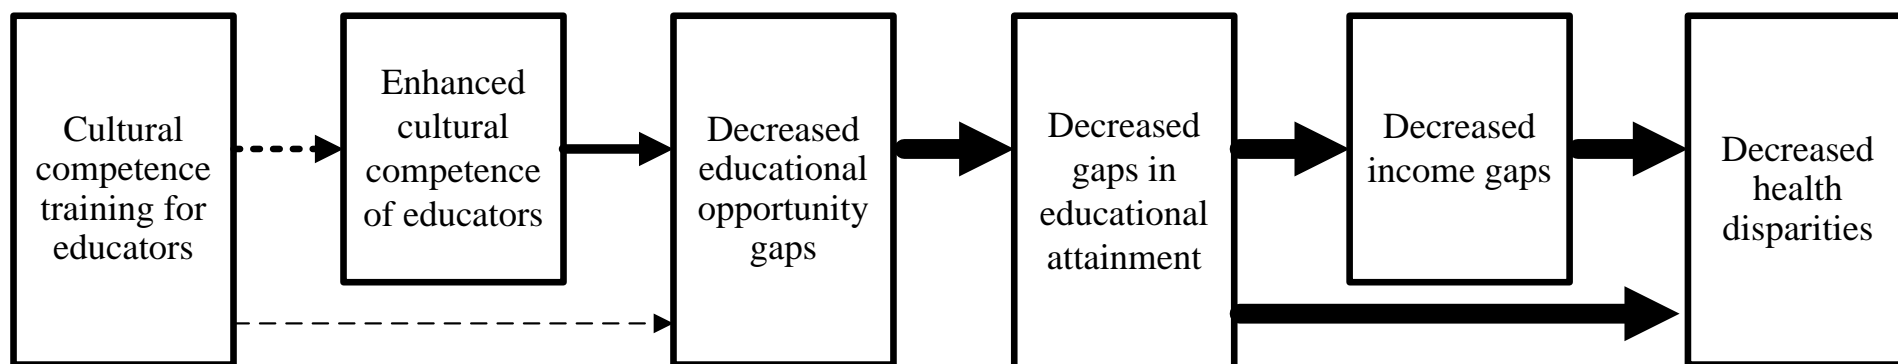 Cultural
competence
training for
educators
Enhanced
cultural
competence
of educators
Decreased
educational
opportunity
gaps
Decreased
gaps in
educational
attainment
Decreased
income gaps
Decreased
health
disparities